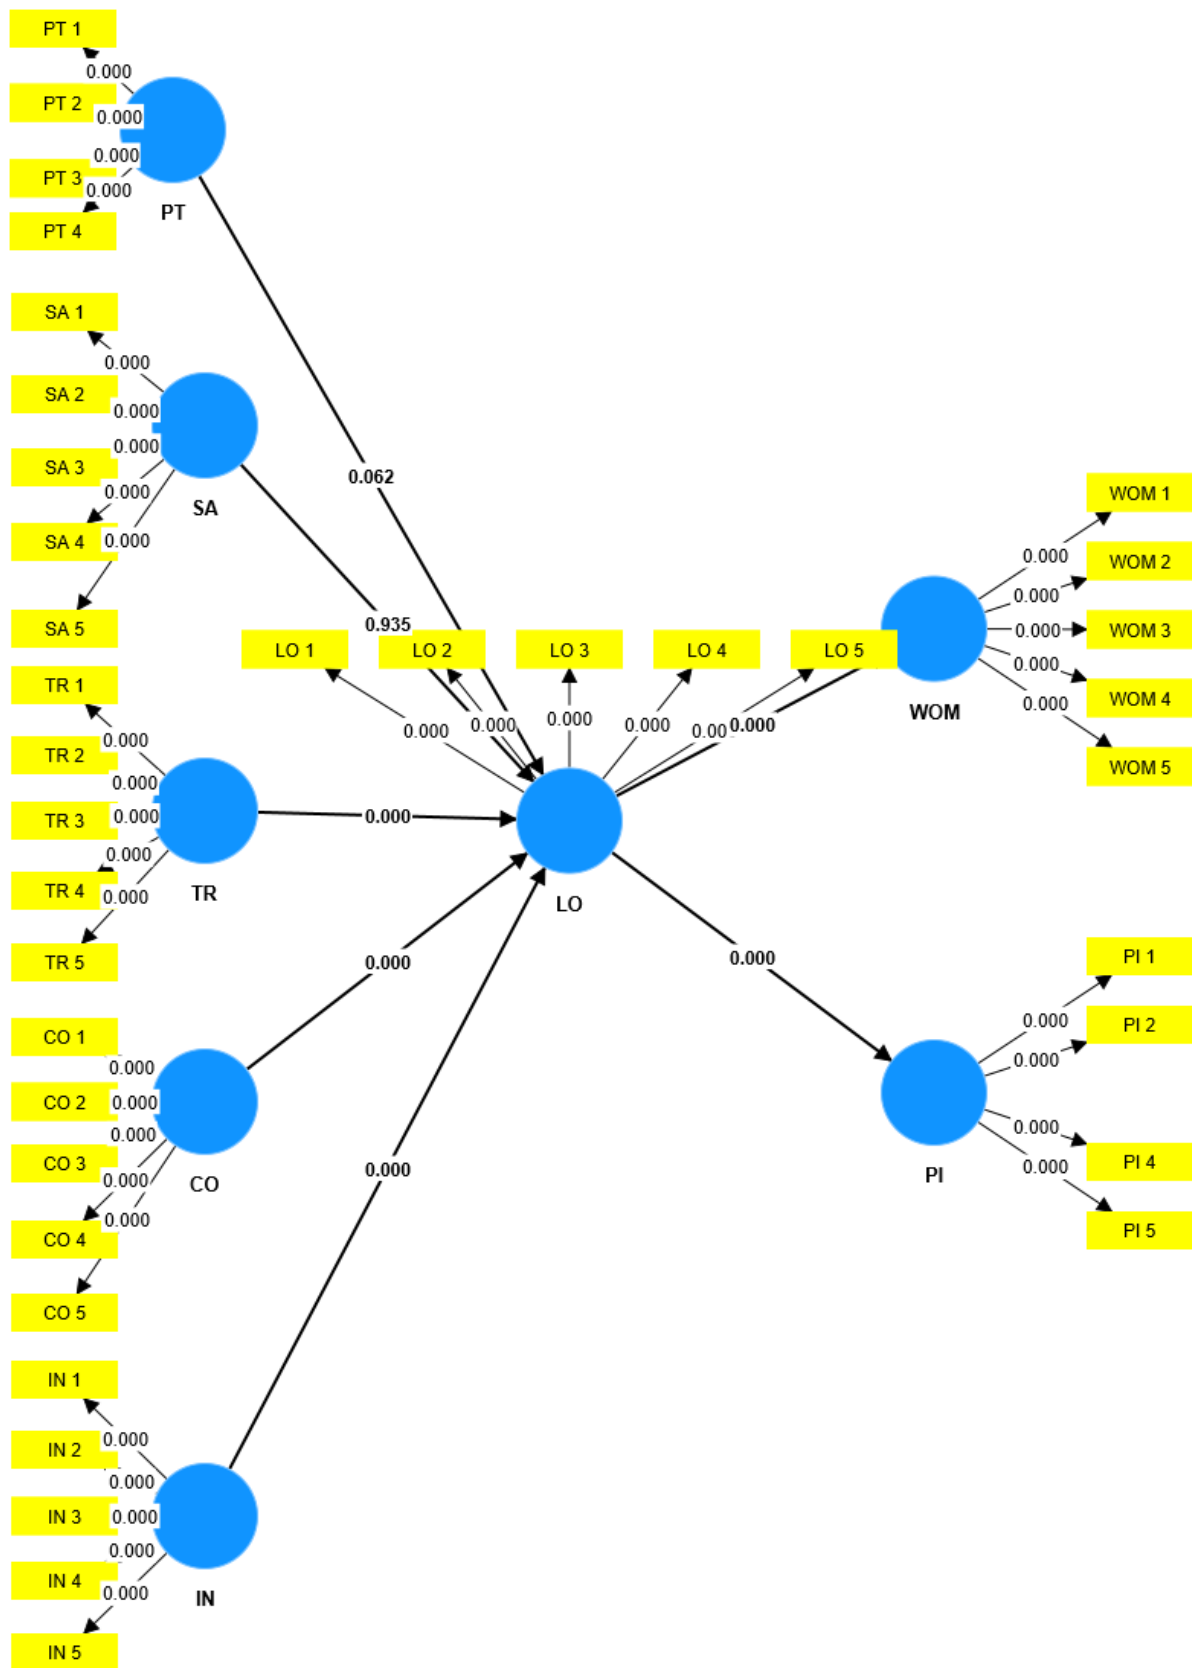 PT 1
0.000
PT 2
0.000
0.000
PT 3
0.000
PT 4
PT
SA 1
0.000
SA 2
0.000
0.000
SA 3
0.000
SA 4
0.000
SA 5
SA
0.062
0.935
TR 1
0.000
TR 2
0.000
TR 3
0.000
0.000
TR 4
0.000
TR 5
TR
0.000
LO 1
LO 2
LO 3
LO 4
LO 5
0.000
0.000
0.000
0.000
0.000
LO
WOM 1
0.000
WOM 2
0.000
0.000
WOM 3
0.000
WOM 4
0.000
WOM 5
WOM
CO 1
0.000
CO 2
0.000
0.000
CO 3
0.000
CO 4
0.000
CO 5
CO
0.000
0.000
0.000
PI 1
0.000
PI 2
0.000
0.000
PI 4
0.000
PI 5
PI
IN 1
0.000
IN 2
0.000
IN 3
0.000
0.000
IN 4
0.000
IN 5
IN